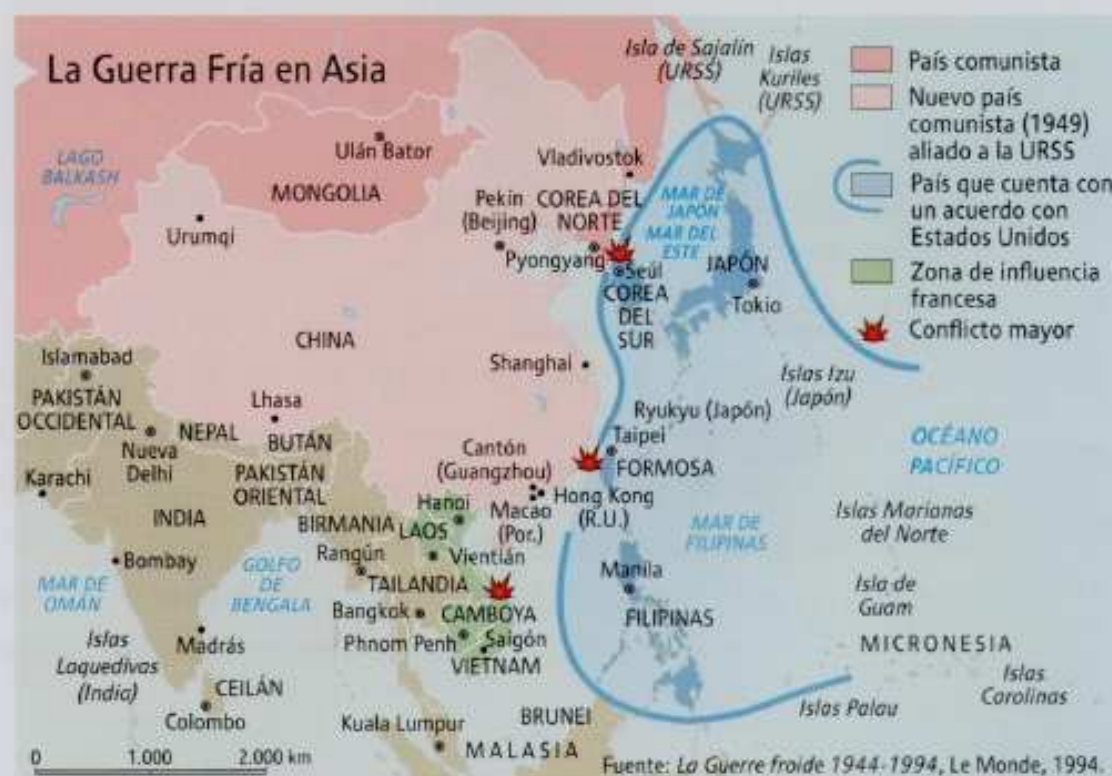 La Guerra Fría en Asia
Isla de Sajalín
(URSS)
Islas
Kuriles
(URSS)
País comunista
Nuevo país
comunista (1949)
aliado a la URSS
País que cuenta con
un acuerdo con
Estados Unidos
Zona de influencia
francesa
Conflicto mayor
LAGO
BALKASH
Ulán Bator
MONGOLIA
Urumqi
Vladivostok
Pekín
(Beijing)
COREA DEL
NORTE
Pyongyang
MAR DE
JAPÓN
MAR DEL
ESTE
Seúl
COREA
DEL
SUR
JAPÓN
Tokio
CHINA
Shanghai
Islas Izu
(Japón)
Ryukyu (Japón)
Islamabad
PAKISTÁN
OCCIDENTAL
Lhasa
NEPAL
BUTÁN
Nueva
Delhi
Karachi
PAKISTÁN
ORIENTAL
INDIA
Cantón
(Guangzhou)
Taipei
FORMOSA
OCÉANO
PACÍFICO
Hanoi
Macao
(Por.)
Hong Kong
(R.U.)
BIRMANIA
LAOS
Rangún
Vientián
MAR DE
FILIPINAS
Islas Marianas
del Norte
Bombay
GOLFO
DE
BENGALA
TAILANDIA
MAR DE
OMÁN
Bangkok
CAMBOYA
Manila
FILIPINAS
Isla de
Guam
Islas
Laquedivas
(India)
Madrás
Phnom Penh
Saigón
VIETNAM
MICRONESIA
CEILÁN
Colombo
Islas
Carolinas
Islas Palau
Kuala Lumpur
BRUNEI
MALASIA
0 1.000 2.000 km
Fuente: La Guerre froide 1944-1994, Le Monde, 1994.